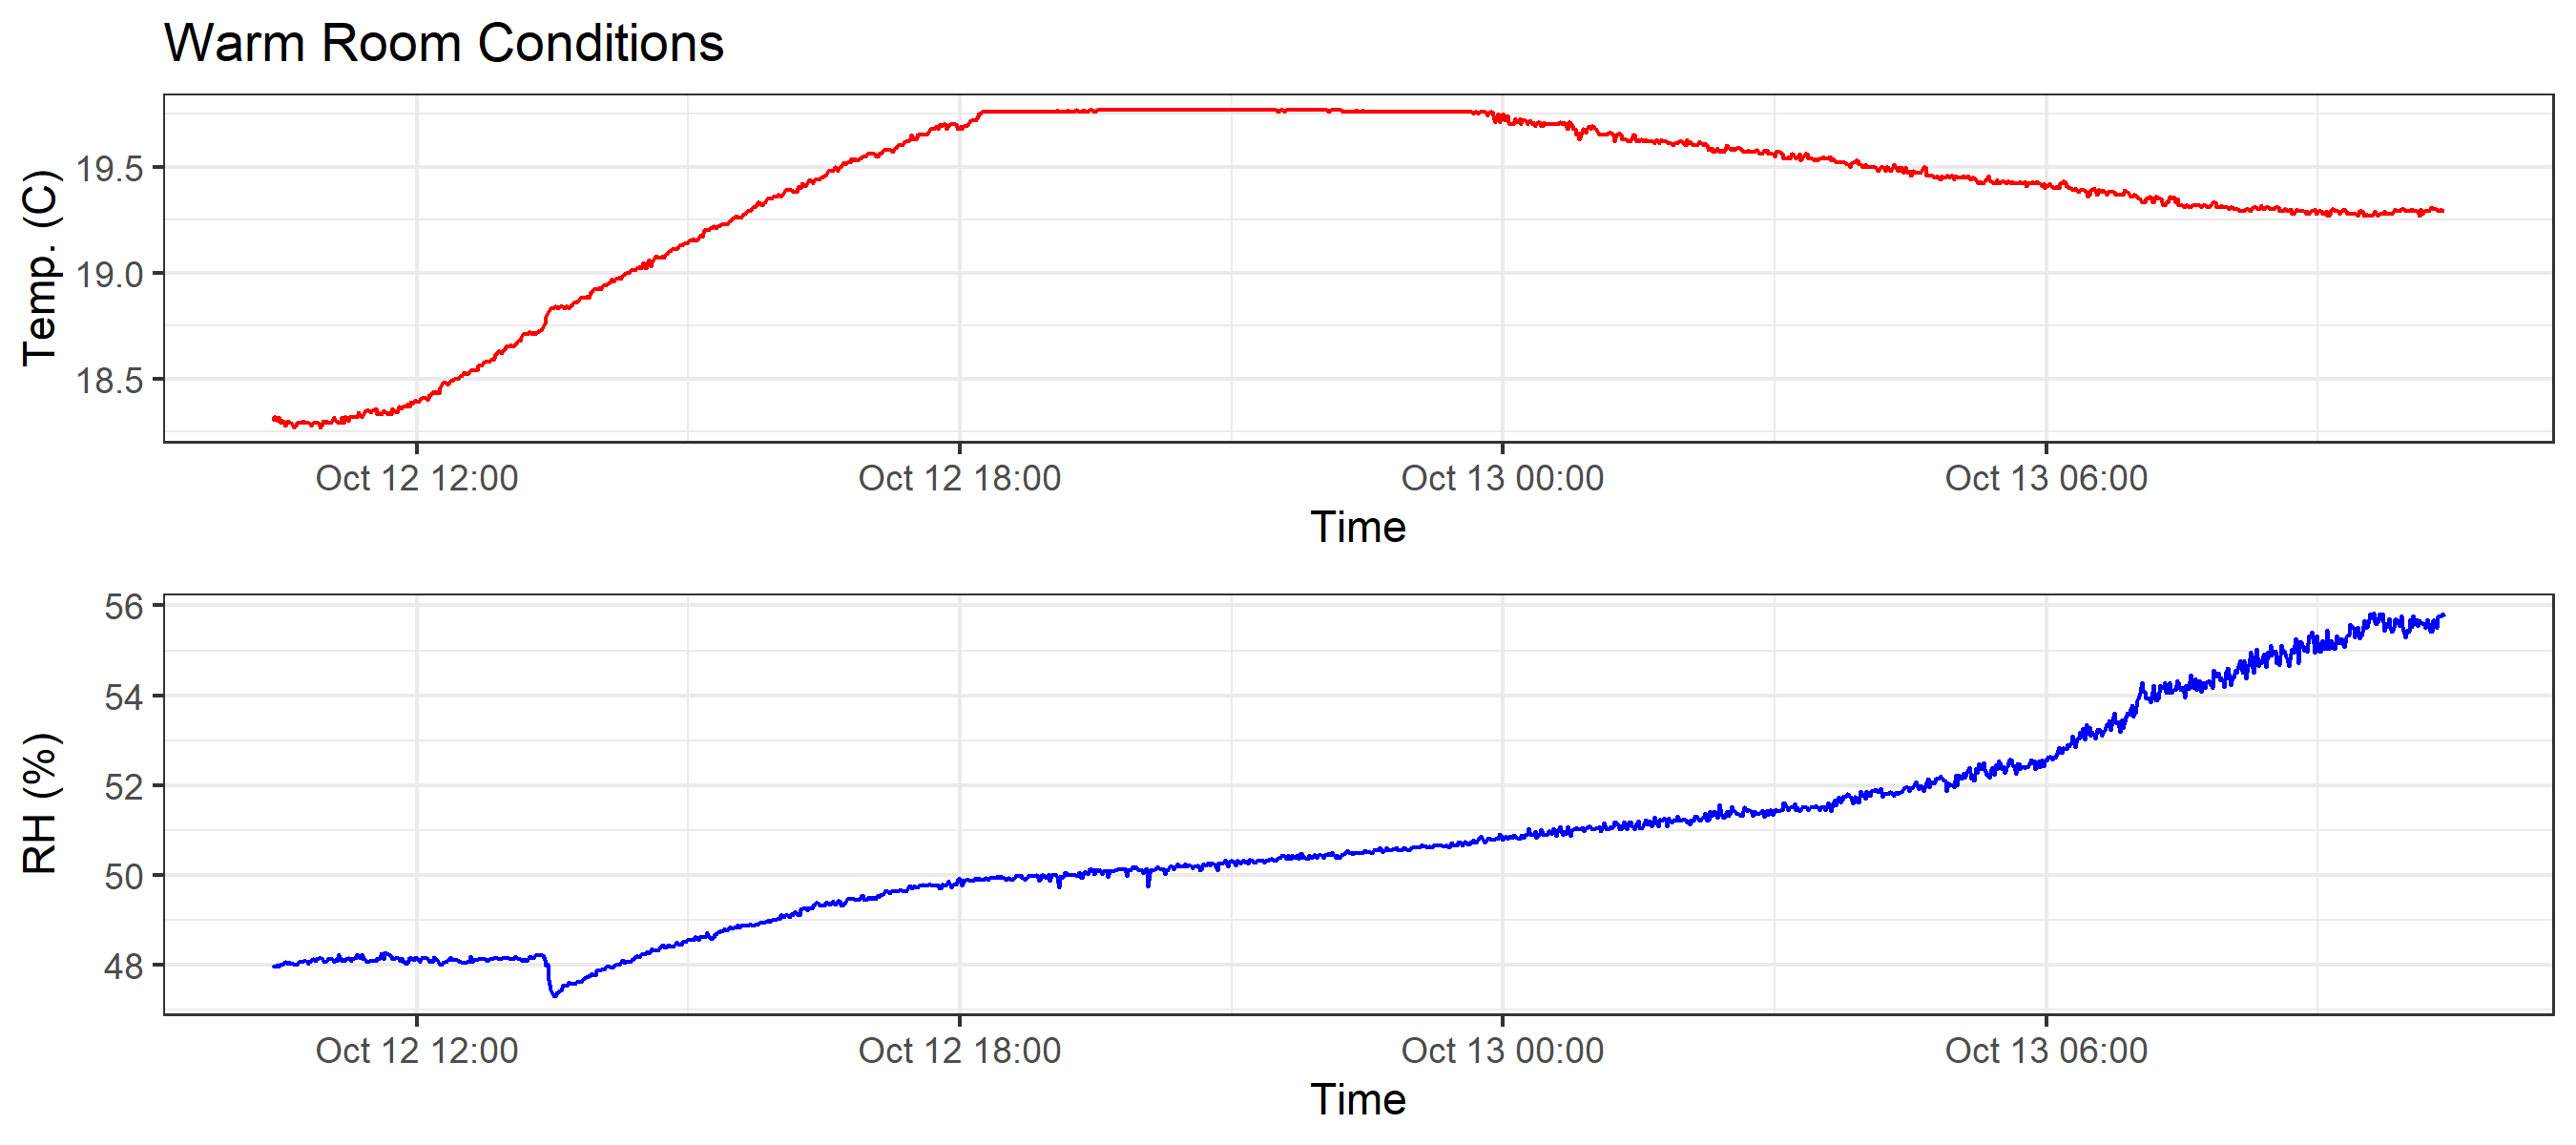 Warm Room Conditions
Temp. (C)
19.5
19.0
18.5
Oct 12 12:00 Oct 12 18:00 Oct 13 00:00 Oct 13 06:00
Time
RH (%)
56
54
52
50
48
Oct 12 12:00 Oct 12 18:00 Oct 13 00:00 Oct 13 06:00
Time